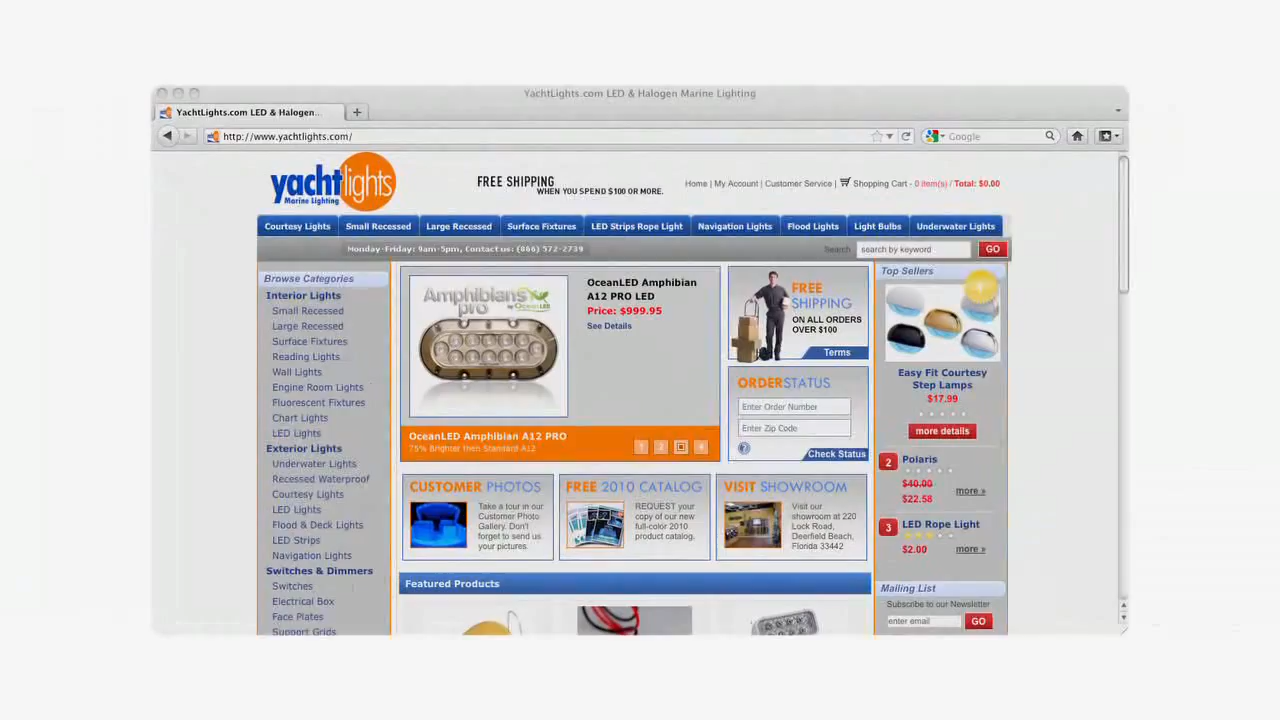 YachtLights.com LED & Halogen Marine Lighting
YachtLights.com LED & Halogen...
http://www.yachtlights.com/
Google
yachtlights
Marine Lighting
FREE SHIPPING
WHEN YOU SPEND $100 OR MORE.
Home | My Account | Customer Service | Shopping Cart - 0 item(s) / Total: $0.00
Courtesy Lights
Small Recessed
Large Recessed
Surface Fixtures
LED Strips Rope Light
Navigation Lights
Flood Lights
Light Bulbs
Underwater Lights
Monday-Friday: 9am-5pm, Contact us: (866) 572-2739
Search
search by keyword
GO
Browse Categories
Interior Lights
Small Recessed
Large Recessed
Surface Fixtures
Reading Lights
Wall Lights
Engine Room Lights
Fluorescent Fixtures
Chart Lights
LED Lights
Exterior Lights
Underwater Lights
Recessed Waterproof
Courtesy Lights
LED Lights
Flood & Deck Lights
LED Strips
Navigation Lights
Switches & Dimmers
Switches
Electrical Box
Face Plates
Support Grids
Amphibians
pro
by OceanLED
OceanLED Amphibian
A12 PRO LED
Price: $999.95
See Details
OceanLED Amphibian A12 PRO
75% Brighter then Standard A12
1
2
4
FREE
SHIPPING
ON ALL ORDERS
OVER $100
Terms
ORDERSTATUS
Enter Order Number
Enter Zip Code
?
Check Status
CUSTOMER PHOTOS
Take a tour in our
Customer Photo
Gallery. Don't
forget to send us
your pictures.
FREE 2010 CATALOG
REQUEST your
copy of our new
full-color 2010
product catalog.
VISIT SHOWROOM
Visit our
showroom at 220
Lock Road,
Deerfield Beach,
Florida 33442
Featured Products
Top Sellers
Easy Fit Courtesy
Step Lamps
$17.99
more details
2
Polaris
$40.00
$22.58
more »
3
LED Rope Light
$2.00
more »
Mailing List
Subscribe to our Newsletter
enter email
GO